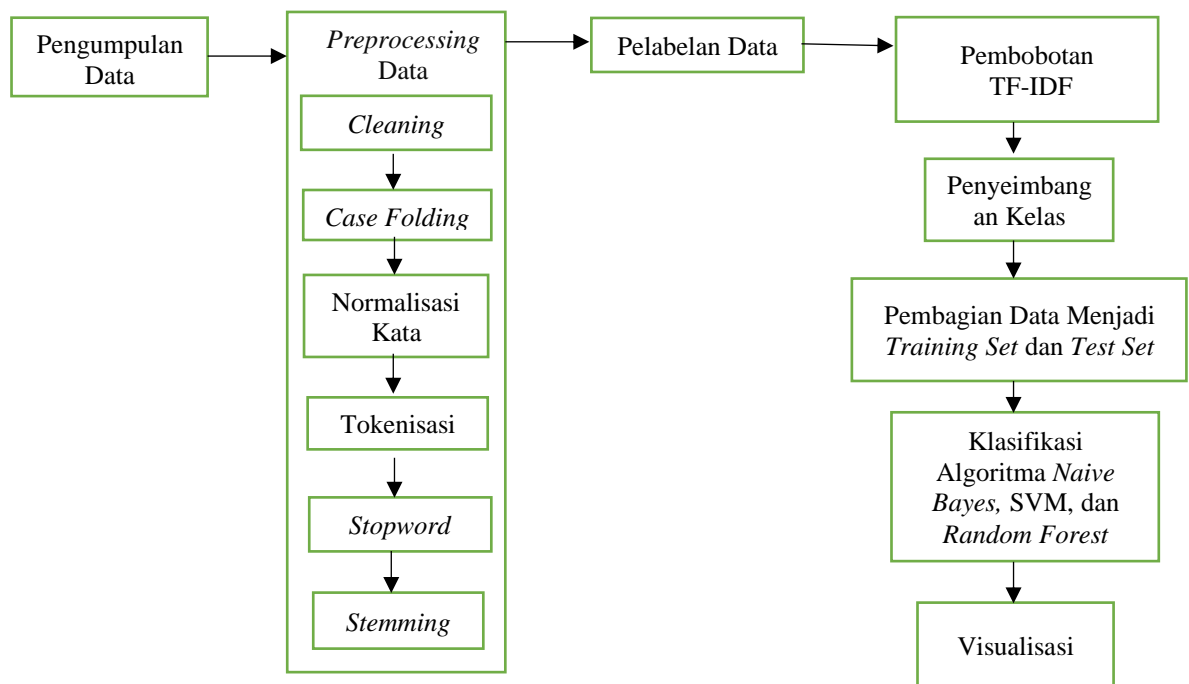 Pengumpulan
Data
Preprocessing
Data
Cleaning
Case Folding
Normalisasi
Kata
Tokenisasi
Stopword
Stemming
Pelabelan Data
Pembobotan
TF-IDF
Penyeimbang
an Kelas
Pembagian Data Menjadi
Training Set dan Test Set
Klasifikasi
Algoritma Naive
Bayes, SVM, dan
Random Forest
Visualisasi